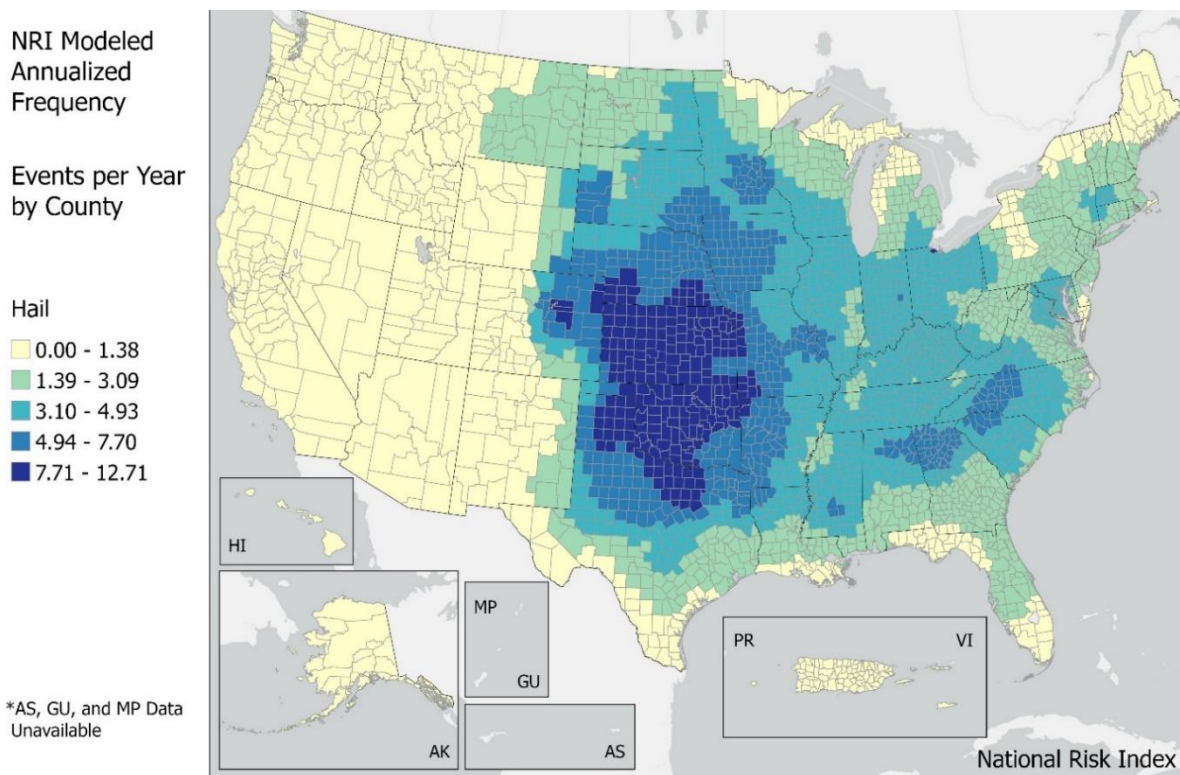 NRI Modeled
Annualized
Frequency
Events per Year
by County
Hail
0.00 - 1.38
1.39 - 3.09
3.10 - 4.93
4.94 - 7.70
7.71 - 12.71
*AS, GU, and MP Data
Unavailable
HI
AK
MP
GU
AS
PR
VI
National Risk Index